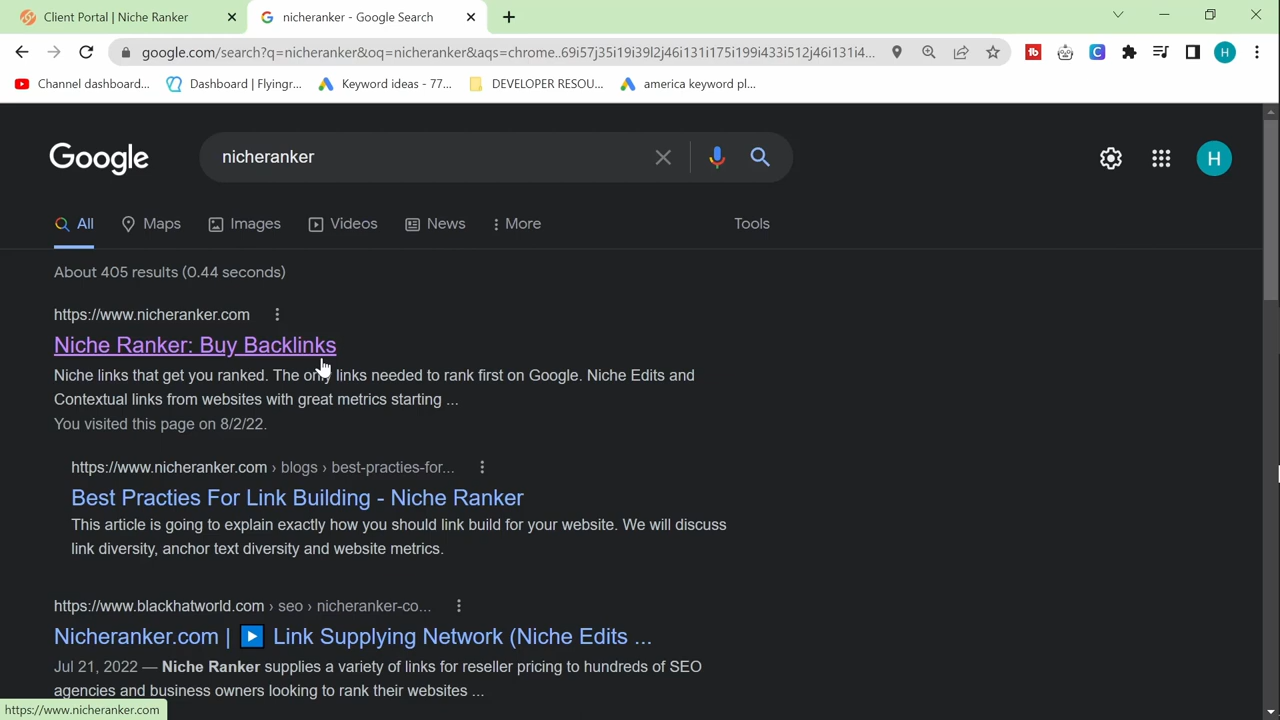 Client Portal | Niche Ranker
nicheranker - Google Search
google.com/search?q=nicheranker&oq=nicheranker&aqs=chrome..69i57j35i19i39l2j46i131i175i199i433i512j46i131i4...
Channel dashboard...
Dashboard | Flyingr...
Keyword ideas - 77...
DEVELOPER RESOU...
america keyword pl...
Google
nicheranker
H
All
Maps
Images
Videos
News
More
Tools
About 405 results (0.44 seconds)
https://www.nicheranker.com
Niche Ranker: Buy Backlinks
Niche links that get you ranked. The only links needed to rank first on Google. Niche Edits and
Contextual links from websites with great metrics starting ...
You visited this page on 8/2/22.
https://www.nicheranker.com › blogs › best-practies-for...
Best Practies For Link Building - Niche Ranker
This article is going to explain exactly how you should link build for your website. We will discuss
link diversity, anchor text diversity and website metrics.
https://www.blackhatworld.com › seo › nicheranker-co...
Nicheranker.com | ▶ Link Supplying Network (Niche Edits ...
Jul 21, 2022 — Niche Ranker supplies a variety of links for reseller pricing to hundreds of SEO
agencies and business owners looking to rank their websites ...
https://www.nicheranker.com